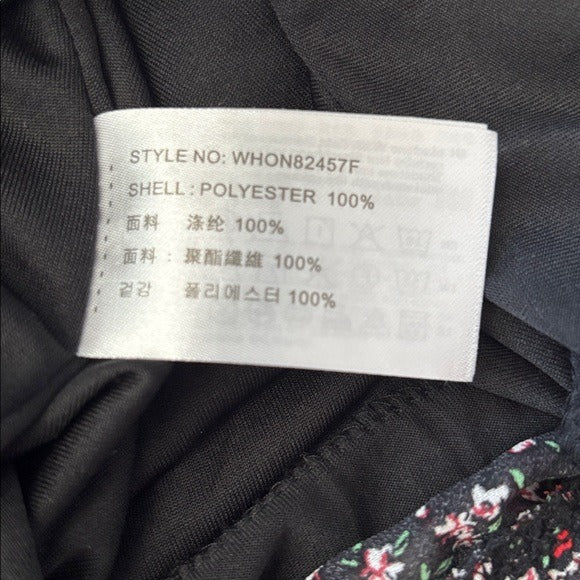 STYLE NO: WHON82457F
SHELL : POLYESTER 100%
面料 涤纶 100%
面料 : 聚酯纖維 100%
겉감 폴리에스터 100%